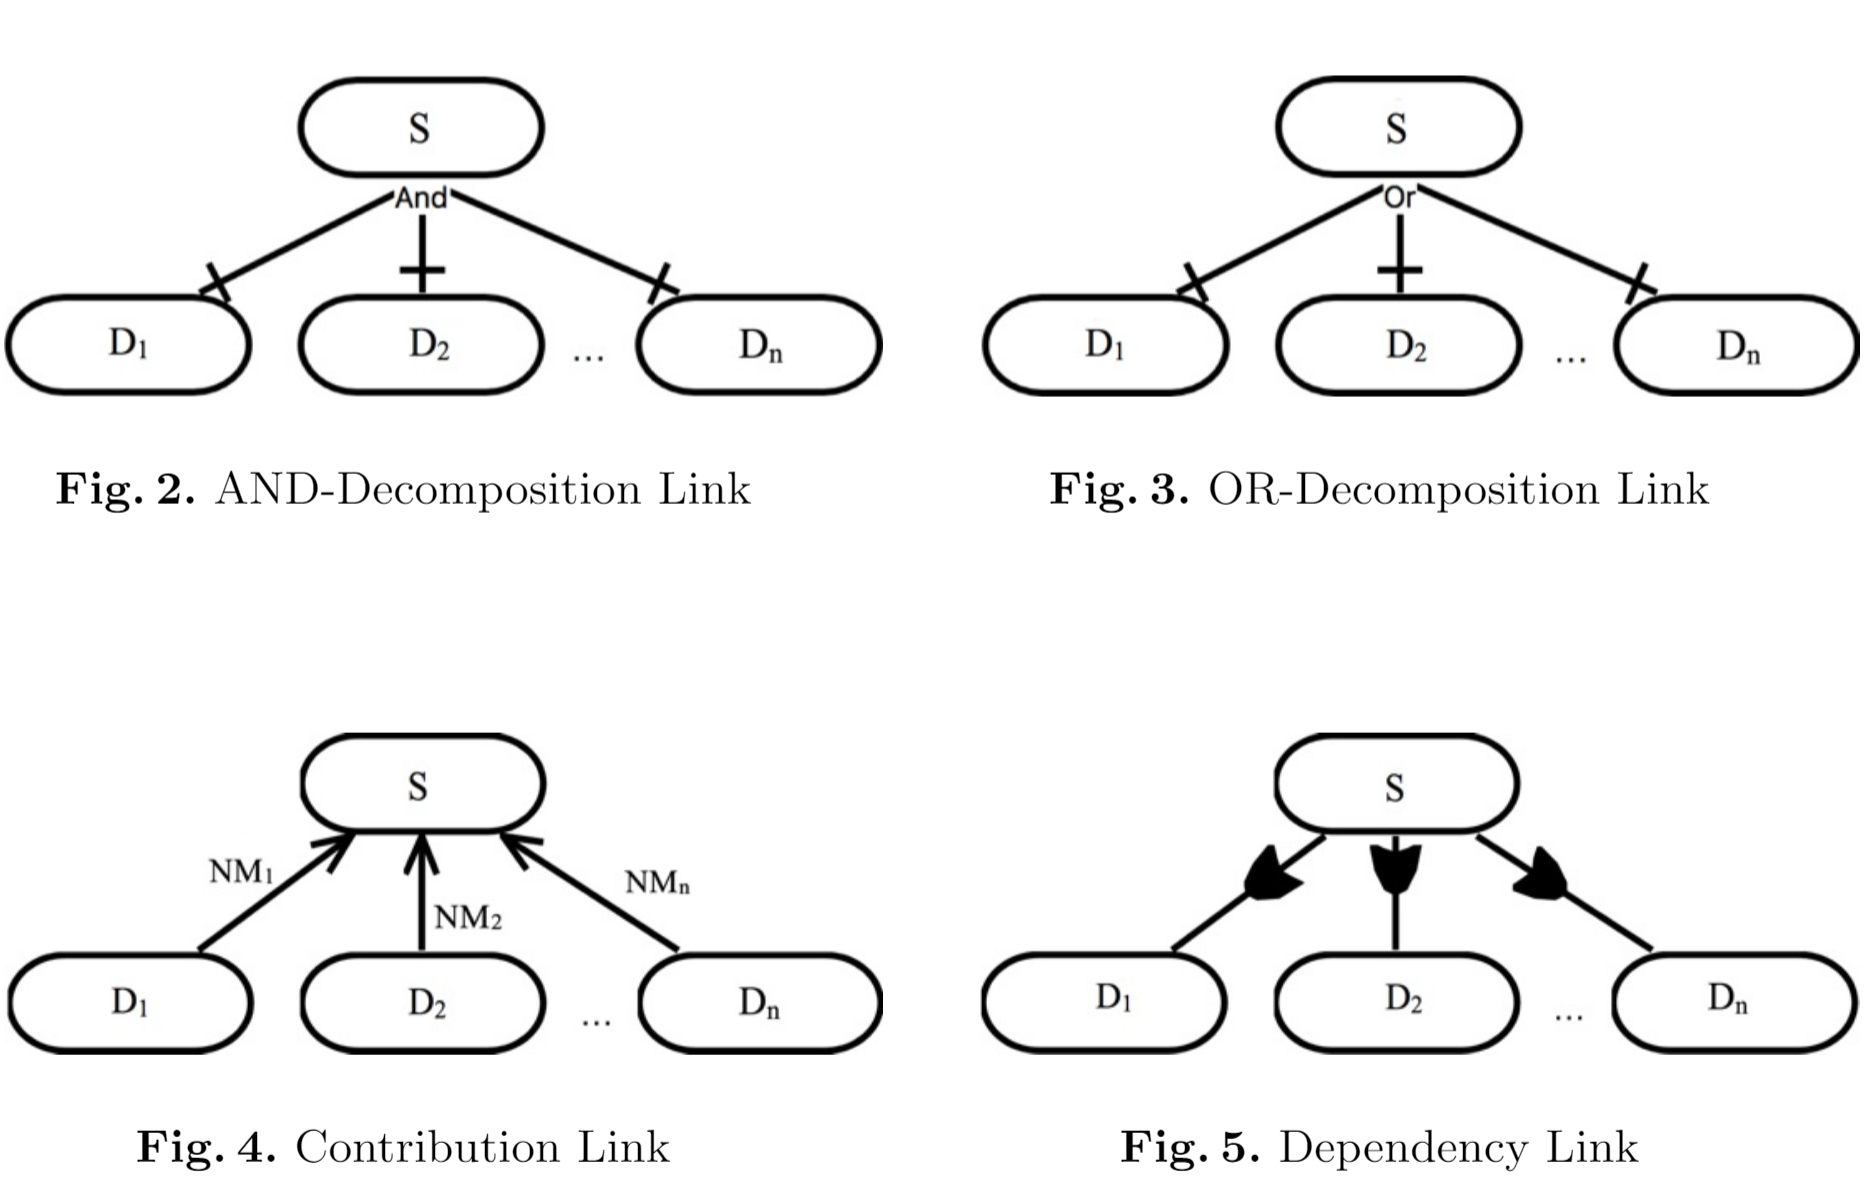 S
And
D₁ D₂ ... Dₙ
Fig. 2. AND-Decomposition Link
S
Or
D₁ D₂ ... Dₙ
Fig. 3. OR-Decomposition Link
S
NM₁ NM₂ NMₙ
D₁ D₂ ... Dₙ
Fig. 4. Contribution Link
S
D₁ D₂ ... Dₙ
Fig. 5. Dependency Link